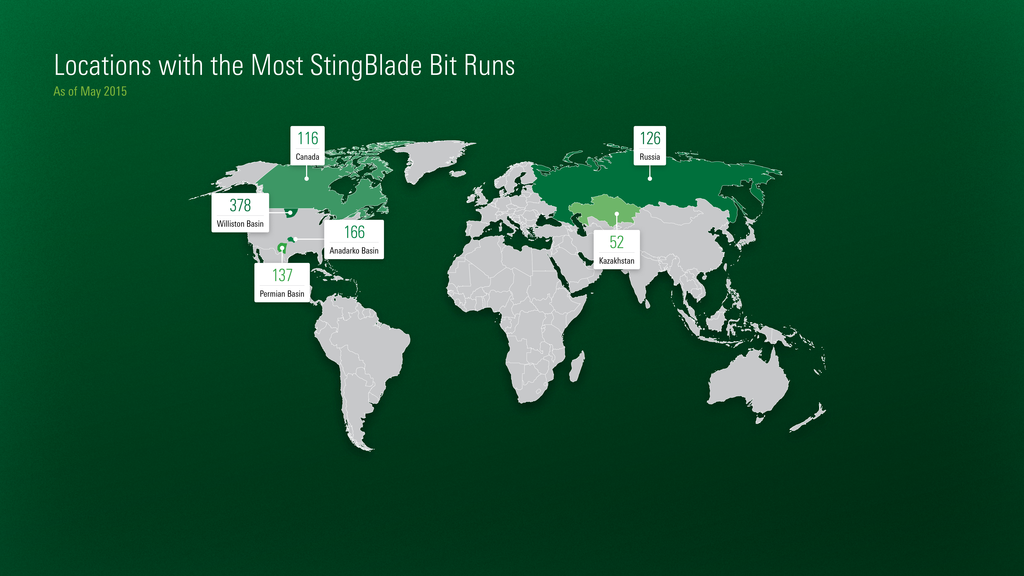 Locations with the Most StingBlade Bit Runs
As of May 2015
116
Canada
126
Russia
378
Williston Basin
166
Anadarko Basin
52
Kazakhstan
137
Permian Basin